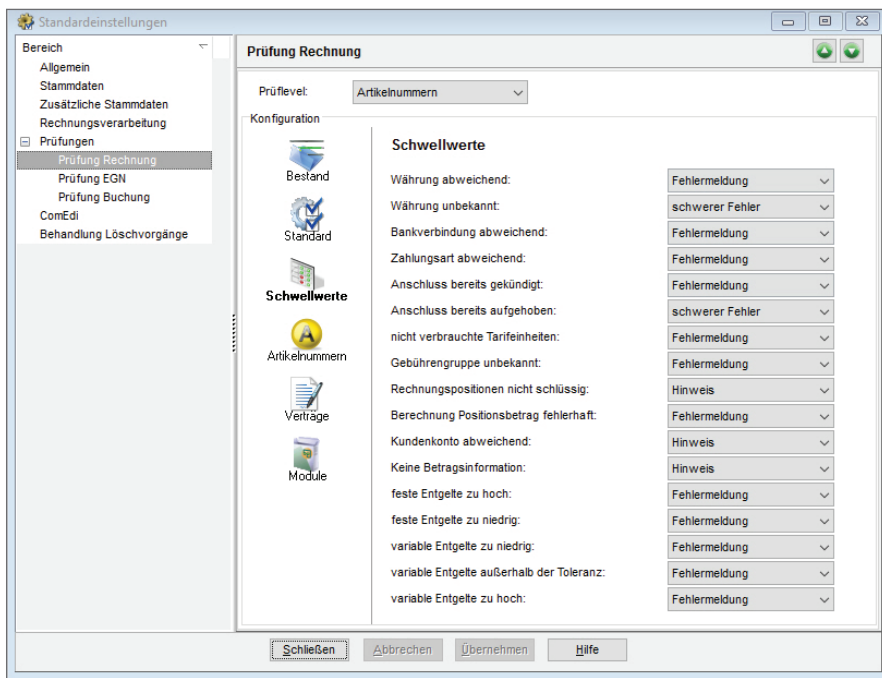 Standardeinstellungen
Bereich
Allgemein
Stammdaten
Zusätzliche Stammdaten
Rechnungsverarbeitung
Prüfungen
Prüfung Rechnung
Prüfung EGN
Prüfung Buchung
ComEdi
Behandlung Löschvorgänge
Prüfung Rechnung
Prüflevel: Artikelnummern
Konfiguration
Bestand
Standard
Schwellwerte
Artikelnummern
Verträge
Module
Schwellwerte
Währung abweichend: Fehlermeldung
Währung unbekannt: schwerer Fehler
Bankverbindung abweichend: Fehlermeldung
Zahlungsart abweichend: Fehlermeldung
Anschluss bereits gekündigt: Fehlermeldung
Anschluss bereits aufgehoben: schwerer Fehler
nicht verbrauchte Tarifeinheiten: Fehlermeldung
Gebührengruppe unbekannt: Fehlermeldung
Rechnungspositionen nicht schlüssig: Hinweis
Berechnung Positionsbetrag fehlerhaft: Fehlermeldung
Kundenkonto abweichend: Hinweis
Keine Betragsinformation: Hinweis
feste Entgelte zu hoch: Fehlermeldung
feste Entgelte zu niedrig: Fehlermeldung
variable Entgelte zu niedrig: Fehlermeldung
variable Entgelte außerhalb der Toleranz: Fehlermeldung
variable Entgelte zu hoch: Fehlermeldung
Schließen Abbrechen Übernehmen Hilfe